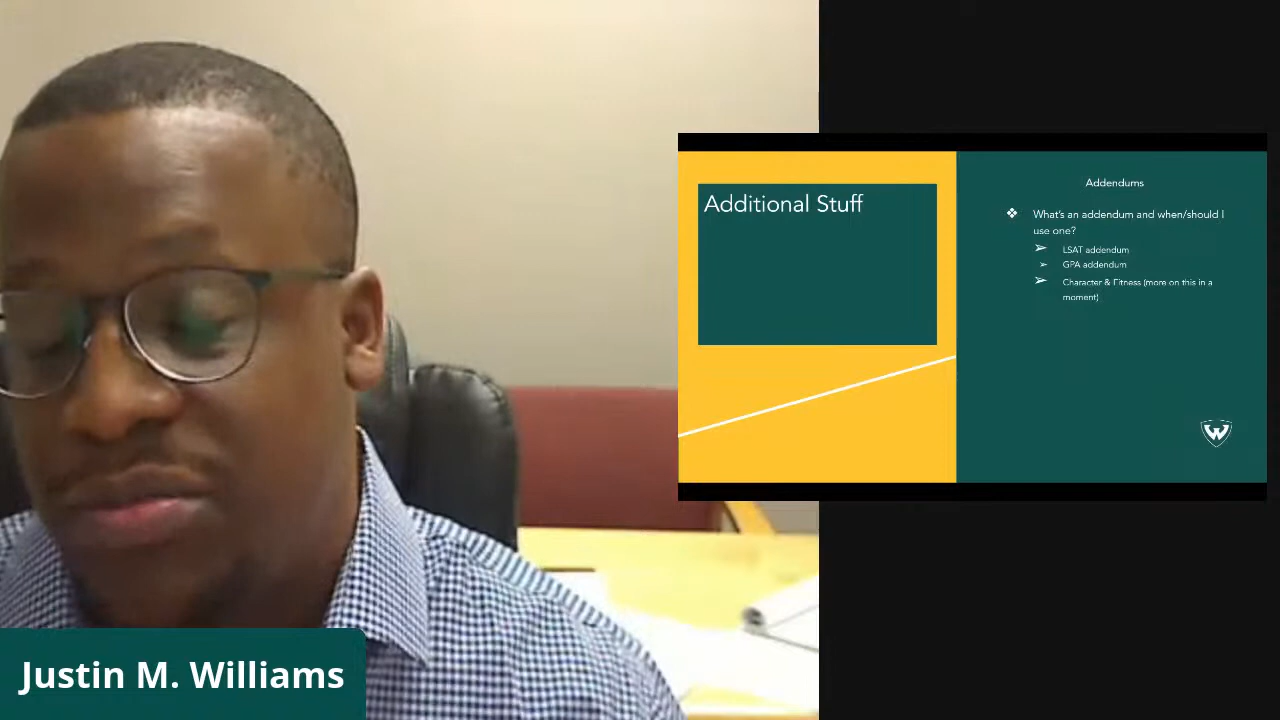 Additional Stuff
Addendums
❖ What's an addendum and when/should I
use one?
➢ LSAT addendum
➢ GPA addendum
➢ Character & Fitness (more on this in a
moment)
Justin M. Williams